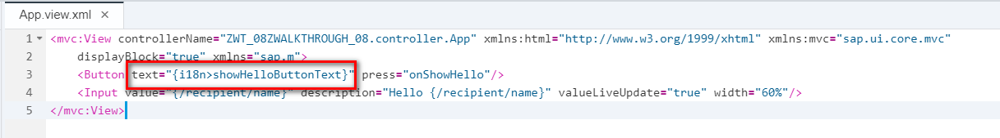 App.view.xml ×
1 <mvc:View controllerName="ZWT_08ZWALKTHROUGH_08.controller.App" xmlns:html="http://www.w3.org/1999/xhtml" xmlns:mvc="sap.ui.core.mvc"
2 displayBlock="true" xmlns="sap.m">
3 <Button text="{i18n>showHelloButtonText}" press="onShowHello"/>
4 <Input value="{/recipient/name}" description="Hello {/recipient/name}" valueLiveUpdate="true" width="60%"/>
5 </mvc:View>